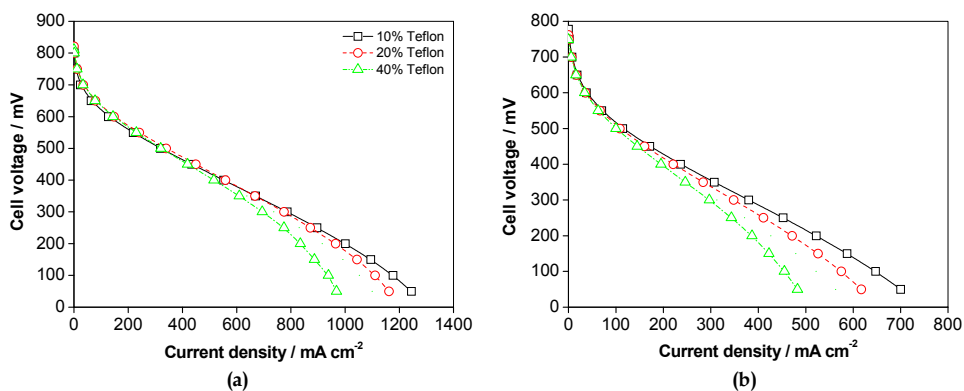 900
800
700
600
500
400
300
200
100
0
Cell voltage / mV
10% Teflon
20% Teflon
40% Teflon
0 200 400 600 800 1000 1200 1400
Current density / mA cm⁻²
(a)
800
700
600
500
400
300
200
100
0
Cell voltage / mV
0 100 200 300 400 500 600 700 800
Current density / mA cm⁻²
(b)